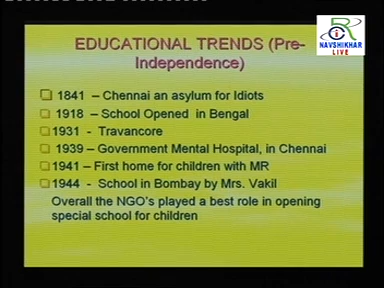 NAVSHIKHAR
LIVE
EDUCATIONAL TRENDS (Pre-
Independence)
1841 – Chennai an asylum for Idiots
1918 – School Opened in Bengal
1931 - Travancore
1939 – Government Mental Hospital, in Chennai
1941 – First home for children with MR
1944 - School in Bombay by Mrs. Vakil
Overall the NGO's played a best role in opening
special school for children